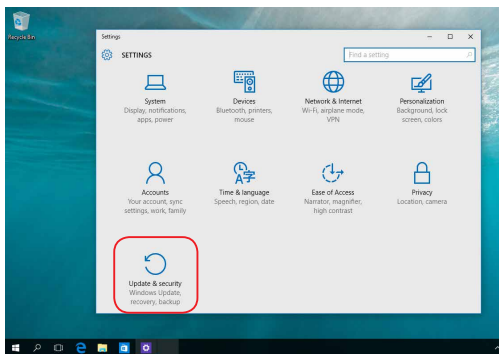 Recycle Bin
Settings
SETTINGS
Find a setting
System
Display, notifications,
apps, power
Devices
Bluetooth, printers,
mouse
Network & Internet
Wi-Fi, airplane mode,
VPN
Personalization
Background, lock
screen, colors
Accounts
Your account, sync
settings, work, family
Time & language
Speech, region, date
Ease of Access
Narrator, magnifier,
high contrast
Privacy
Location, camera
Update & security
Windows Update,
recovery, backup